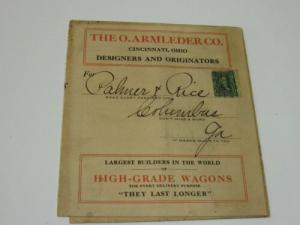 THE O. ARMLEDER CO.
CINCINNATI, OHIO
DESIGNERS AND ORIGINATORS
For
Palmer & Rice
Columbus
Ga
LARGEST BUILDERS IN THE WORLD
OF
HIGH-GRADE WAGONS
FOR EVERY DELIVERY PURPOSE
"THEY LAST LONGER"